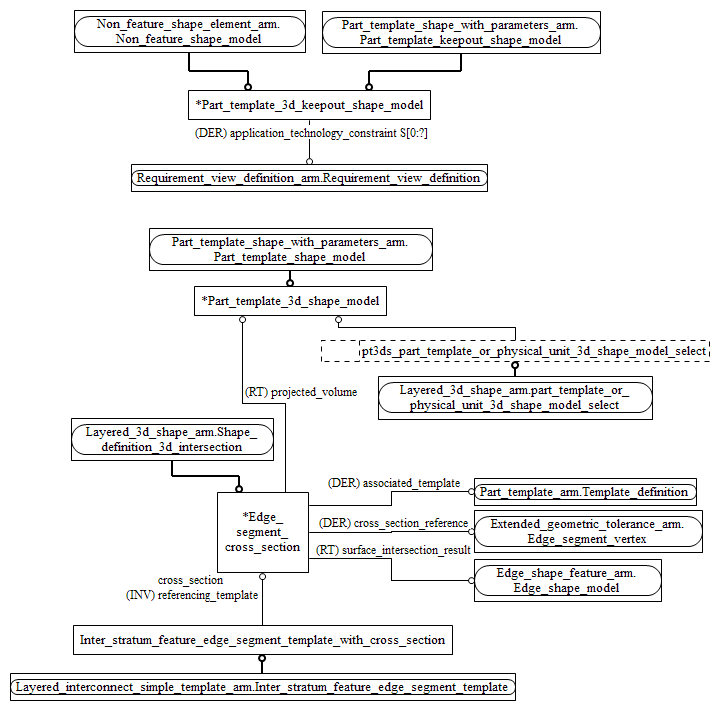 Non_feature_shape_element_arm.
Non_feature_shape_model
Part_template_shape_with_parameters_arm.
Part_template_keepout_shape_model
*Part_template_3d_keepout_shape_model
(DER) application_technology_constraint S[0:?]
Requirement_view_definition_arm.Requirement_view_definition
Part_template_shape_with_parameters_arm.
Part_template_shape_model
*Part_template_3d_shape_model
pt3ds_part_template_or_physical_unit_3d_shape_model_select
Layered_3d_shape_arm.part_template_or_
physical_unit_3d_shape_model_select
(RT) projected_volume
Layered_3d_shape_arm.Shape_
definition_3d_intersection
*Edge_
segment_
cross_section
(DER) associated_template
Part_template_arm.Template_definition
(DER) cross_section_reference
Extended_geometric_tolerance_arm.
Edge_segment_vertex
(RT) surface_intersection_result
Edge_shape_feature_arm.
Edge_shape_model
cross_section
(INV) referencing_template
Inter_stratum_feature_edge_segment_template_with_cross_section
Layered_interconnect_simple_template_arm.Inter_stratum_feature_edge_segment_template